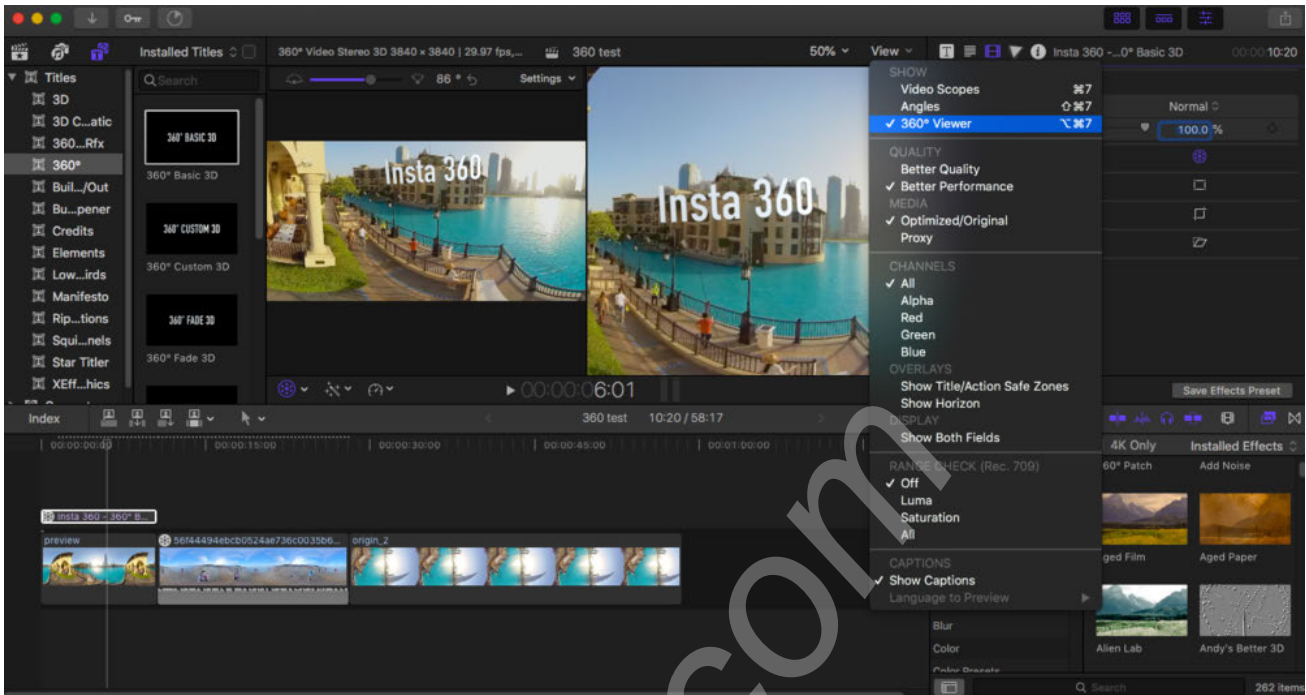 Installed Titles
360° Video Stereo 3D 3840 × 3840 | 29.97 fps,...
360 test
50%
View
Insta 360 -...0° Basic 3D
00:00:10:20
Titles
3D
3D C...atic
360...Rfx
360°
Buil.../Out
Bu...pener
Credits
Elements
Low...irds
Manifesto
Rip...tions
Squi...nels
Star Titler
XEff...hics
Search
360° BASIC 3D
360° Basic 3D
360° CUSTOM 3D
360° Custom 3D
360° FADE 3D
360° Fade 3D
86 °
Settings
Insta 360
Insta 360
SHOW
Video Scopes ⌘7
Angles ⇧⌘7
✓ 360° Viewer ⌥⌘7
QUALITY
Better Quality
✓ Better Performance
MEDIA
✓ Optimized/Original
Proxy
CHANNELS
✓ All
Alpha
Red
Green
Blue
OVERLAYS
Show Title/Action Safe Zones
Show Horizon
DISPLAY
Show Both Fields
RANGE CHECK (Rec. 709)
✓ Off
Luma
Saturation
All
CAPTIONS
✓ Show Captions
Language to Preview
Normal
100.0 %
Save Effects Preset
00:00:06:01
Index
360 test
10:20 / 58:17
00:00:00:00
00:00:15:00
00:00:30:00
00:00:45:00
00:01:00:00
Insta 360 - 360° B...
preview
56f44494ebcb0524ae736c0035b6...
origin_2
4K Only
Installed Effects
60° Patch
Add Noise
ged Film
Aged Paper
Alien Lab
Andy's Better 3D
Blur
Color
Color Presets
Search
262 items
.com